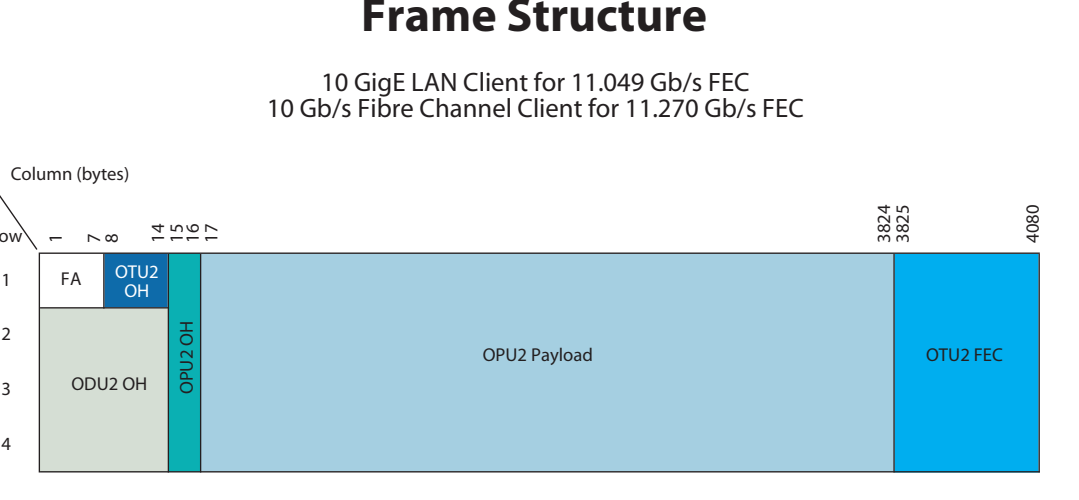 Frame Structure
10 GigE LAN Client for 11.049 Gb/s FEC
10 Gb/s Fibre Channel Client for 11.270 Gb/s FEC
Column (bytes)
1 7 8 14 15 16 17 3824 3825 4080
1
FA
OTU2
OH
2
3
4
ODU2 OH
OPU2 OH
OPU2 Payload
OTU2 FEC